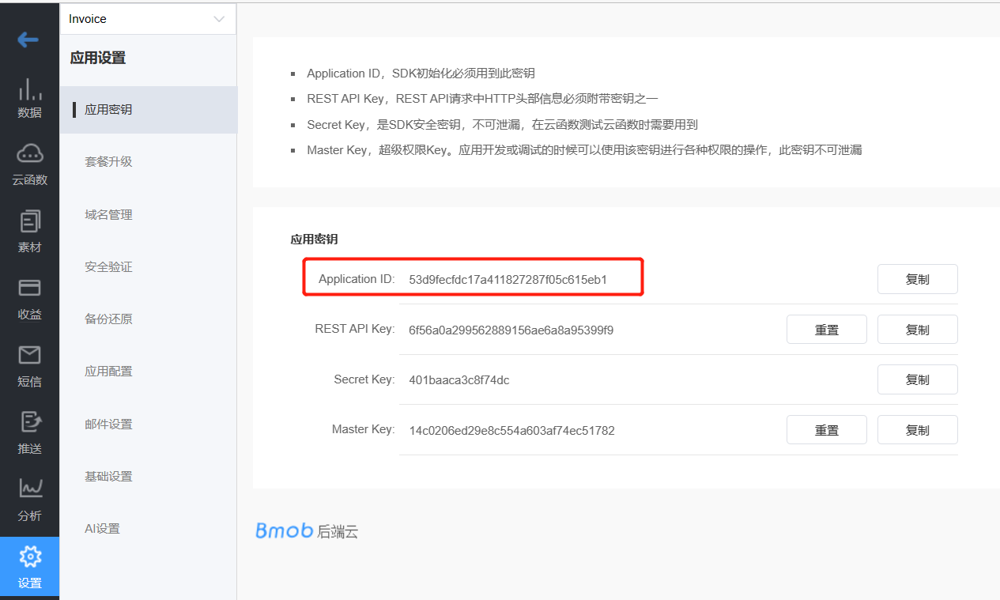 Invoice
应用设置
应用密钥
套餐升级
域名管理
安全验证
备份还原
应用配置
邮件设置
基础设置
AI设置
数据
云函数
素材
收益
短信
推送
分析
设置
Application ID，SDK初始化必须用到此密钥
REST API Key，REST API请求中HTTP头部信息必须附带密钥之一
Secret Key，是SDK安全密钥，不可泄漏，在云函数测试云函数时需要用到
Master Key，超级权限Key。应用开发或调试的时候可以使用该密钥进行各种权限的操作，此密钥不可泄漏
应用密钥
Application ID: 53d9fecfdc17a411827287f05c615eb1 复制
REST API Key: 6f56a0a299562889156ae6a8a95399f9 重置 复制
Secret Key: 401baaca3c8f74dc 复制
Master Key: 14c0206ed29e8c554a603af74ec51782 重置 复制
Bmob 后端云